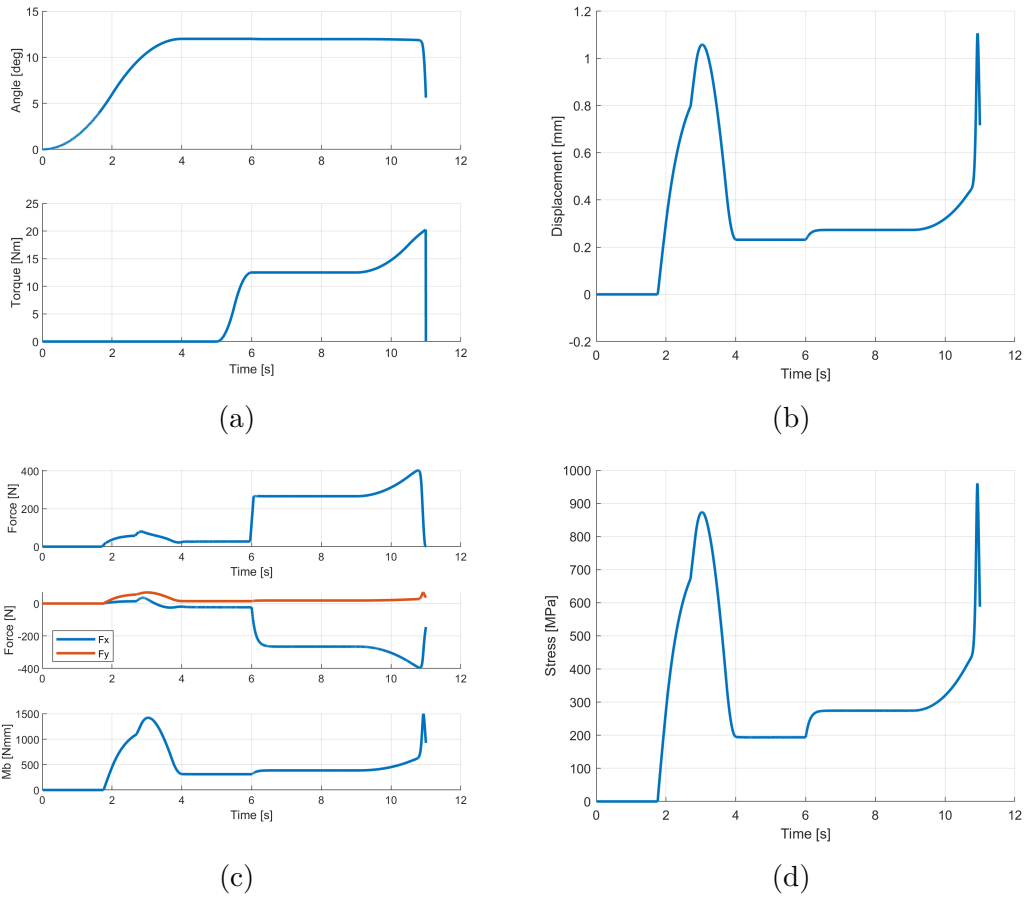 15
10
5
0
Angle [deg]
0 2 4 6 8 10 12
25
20
15
10
5
0
Torque [Nm]
0 2 4 6 8 10 12
Time [s]
(a)
1.2
1
0.8
0.6
0.4
0.2
0
-0.2
Displacement [mm]
0 2 4 6 8 10 12
Time [s]
(b)
400
200
0
Force [N]
0 2 4 6 8 10 12
Time [s]
0
-200
-400
Force [N]
Fx
Fy
0 2 4 6 8 10 12
1500
1000
500
0
Mb [Nmm]
0 2 4 6 8 10 12
Time [s]
(c)
1000
900
800
700
600
500
400
300
200
100
0
Stress [MPa]
0 2 4 6 8 10 12
Time [s]
(d)